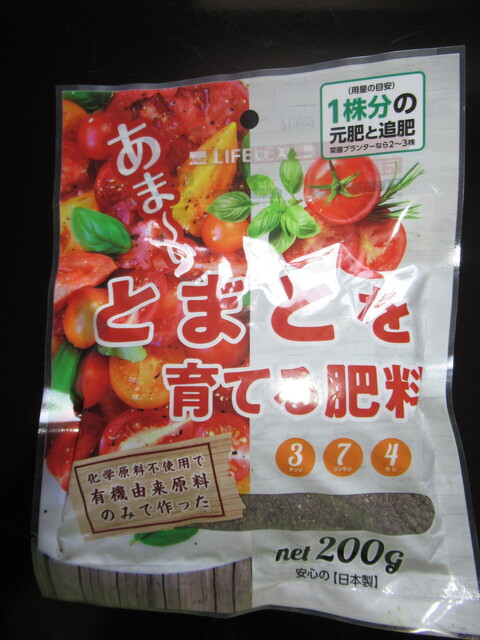 (用量の目安)
1株分の
元肥と追肥
菜園プランターなら2〜3株
LIFELEX
あま〜い
とまとを
育てる肥料
3 チッソ
7 リンサン
4 カリ
化学原料不使用で
有機由来原料
のみで作った
net 200g
安心の【日本製】